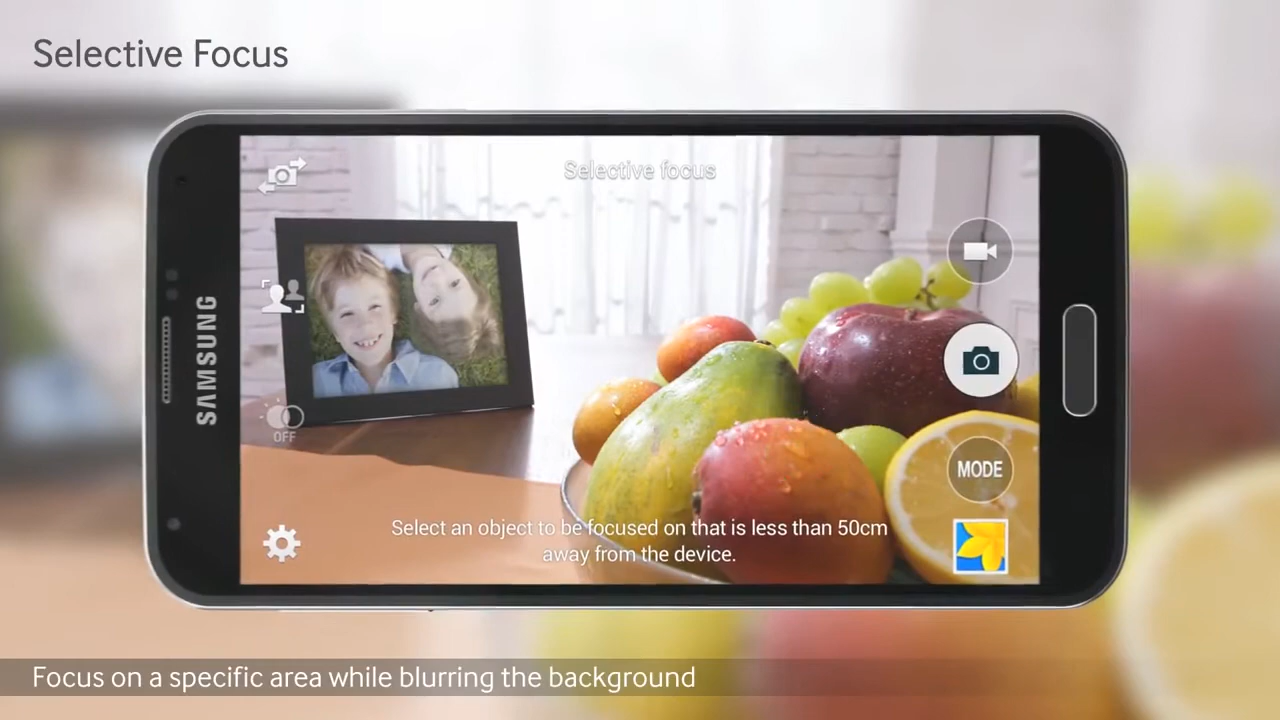 Selective Focus
Selective focus
SAMSUNG
OFF
MODE
Select an object to be focused on that is less than 50cm
away from the device.
Focus on a specific area while blurring the background